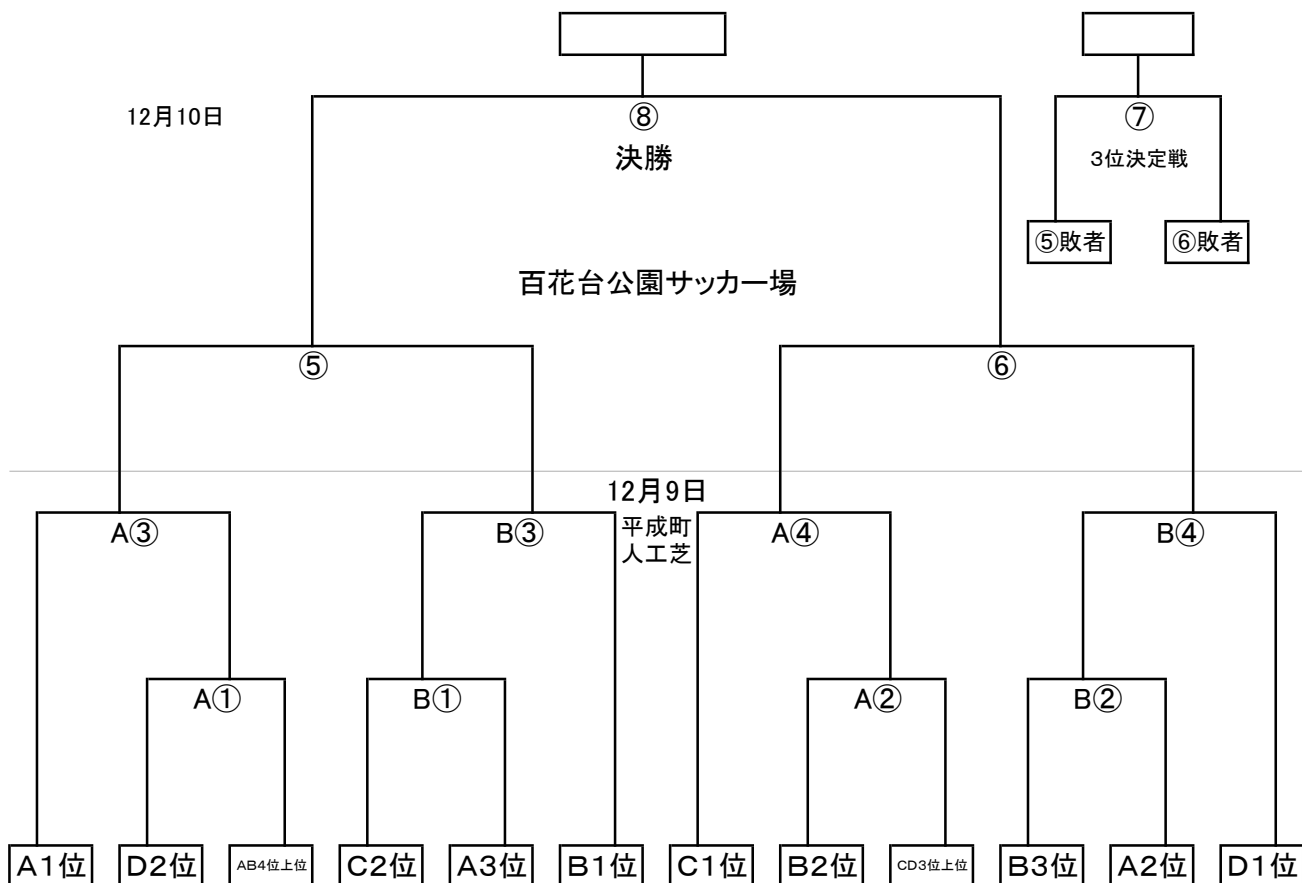 12月10日
⑧
決勝
⑦
3位決定戦
⑤敗者
⑥敗者
百花台公園サッカー場
⑤
⑥
12月9日
平成町
人工芝
A③
B③
A④
B④
A①
B①
A②
B②
A1位
D2位
AB4位上位
C2位
A3位
B1位
C1位
B2位
CD3位上位
B3位
A2位
D1位